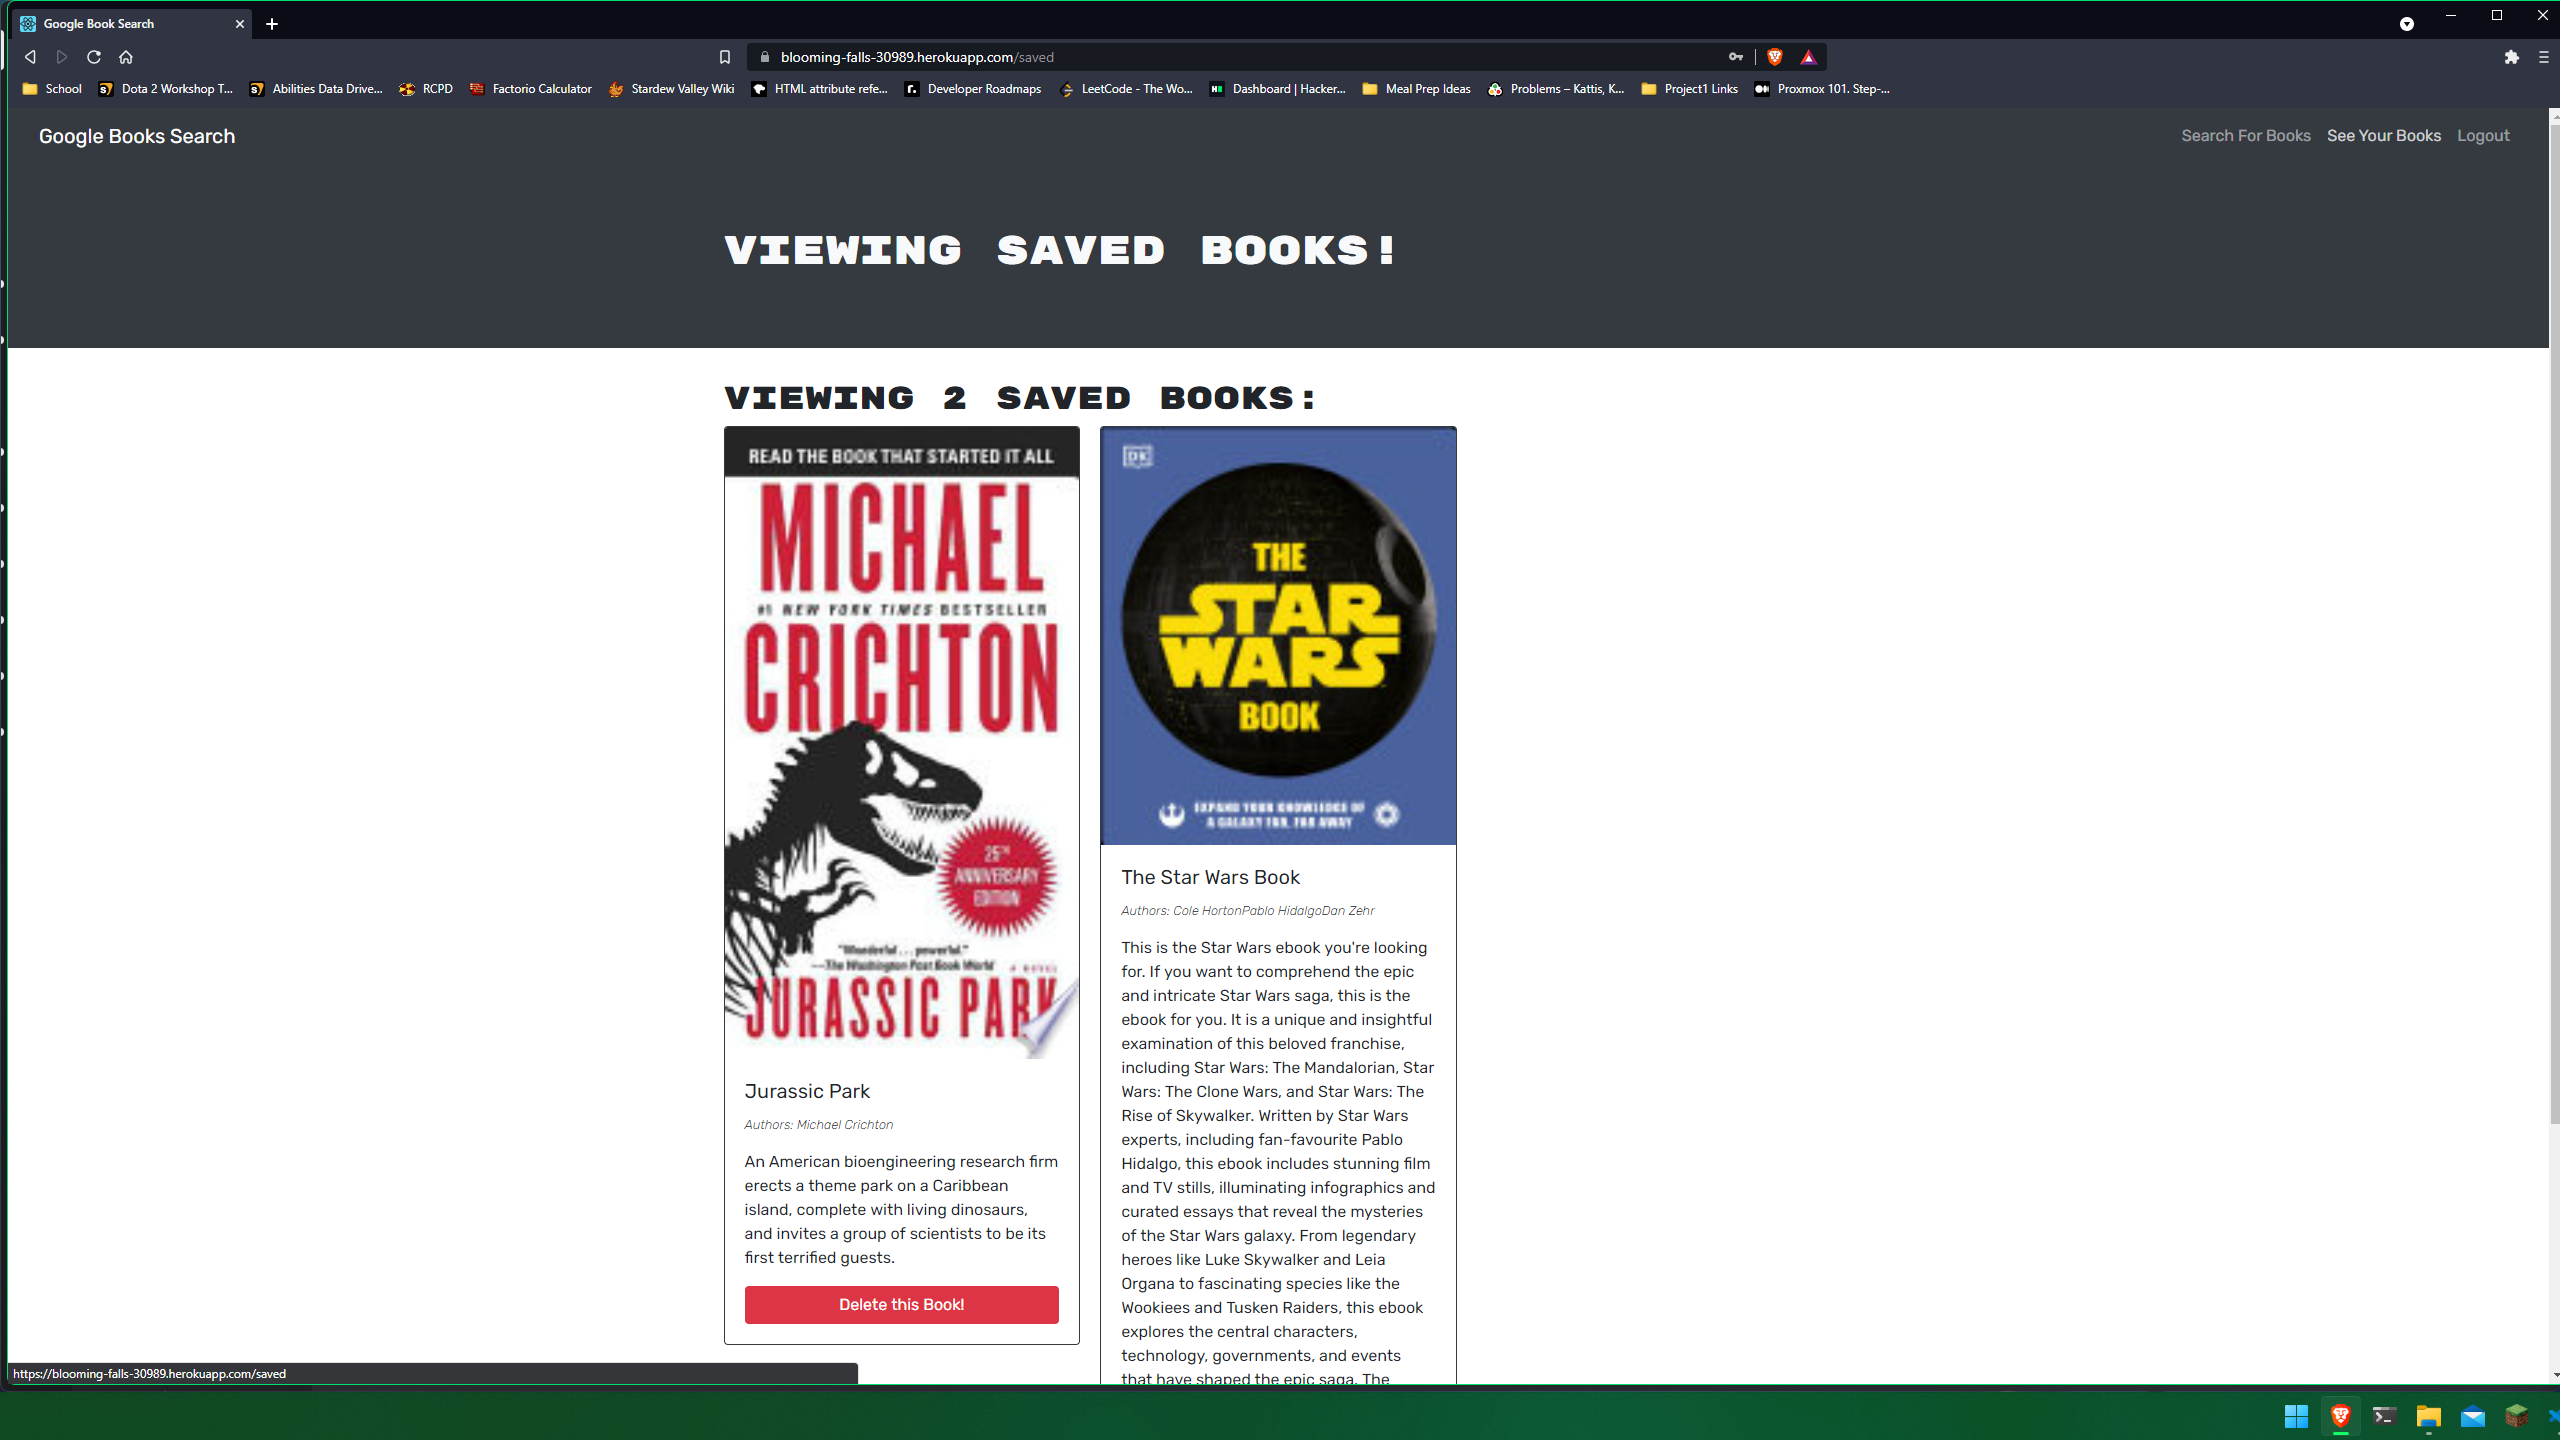 Google Book Search
blooming-falls-30989.herokuapp.com/saved
School Dota 2 Workshop T... Abilities Data Drive... RCPD Factorio Calculator Stardew Valley Wiki HTML attribute refe... Developer Roadmaps LeetCode - The Wo... Dashboard | Hacker... Meal Prep Ideas Problems – Kattis, K... Project1 Links Proxmox 101. Step-...
Google Books Search
Search For Books See Your Books Logout
VIEWING SAVED BOOKS!
VIEWING 2 SAVED BOOKS:
READ THE BOOK THAT STARTED IT ALL
MICHAEL
#1 NEW YORK TIMES BESTSELLER
CRICHTON
25TH
ANNIVERSARY
EDITION
"Wonderful... powerful."
—The Washington Post Book World
A NOVEL
JURASSIC PARK
Jurassic Park
Authors: Michael Crichton
An American bioengineering research firm
erects a theme park on a Caribbean
island, complete with living dinosaurs,
and invites a group of scientists to be its
first terrified guests.
Delete this Book!
DK
THE
STAR
WARS
BOOK
EXPAND YOUR KNOWLEDGE OF
A GALAXY FAR, FAR AWAY
The Star Wars Book
Authors: Cole HortonPablo HidalgoDan Zehr
This is the Star Wars ebook you're looking
for. If you want to comprehend the epic
and intricate Star Wars saga, this is the
ebook for you. It is a unique and insightful
examination of this beloved franchise,
including Star Wars: The Mandalorian, Star
Wars: The Clone Wars, and Star Wars: The
Rise of Skywalker. Written by Star Wars
experts, including fan-favourite Pablo
Hidalgo, this ebook includes stunning film
and TV stills, illuminating infographics and
curated essays that reveal the mysteries
of the Star Wars galaxy. From legendary
heroes like Luke Skywalker and Leia
Organa to fascinating species like the
Wookiees and Tusken Raiders, this ebook
explores the central characters,
technology, governments, and events
that have shaped the epic saga. The
https://blooming-falls-30989.herokuapp.com/saved